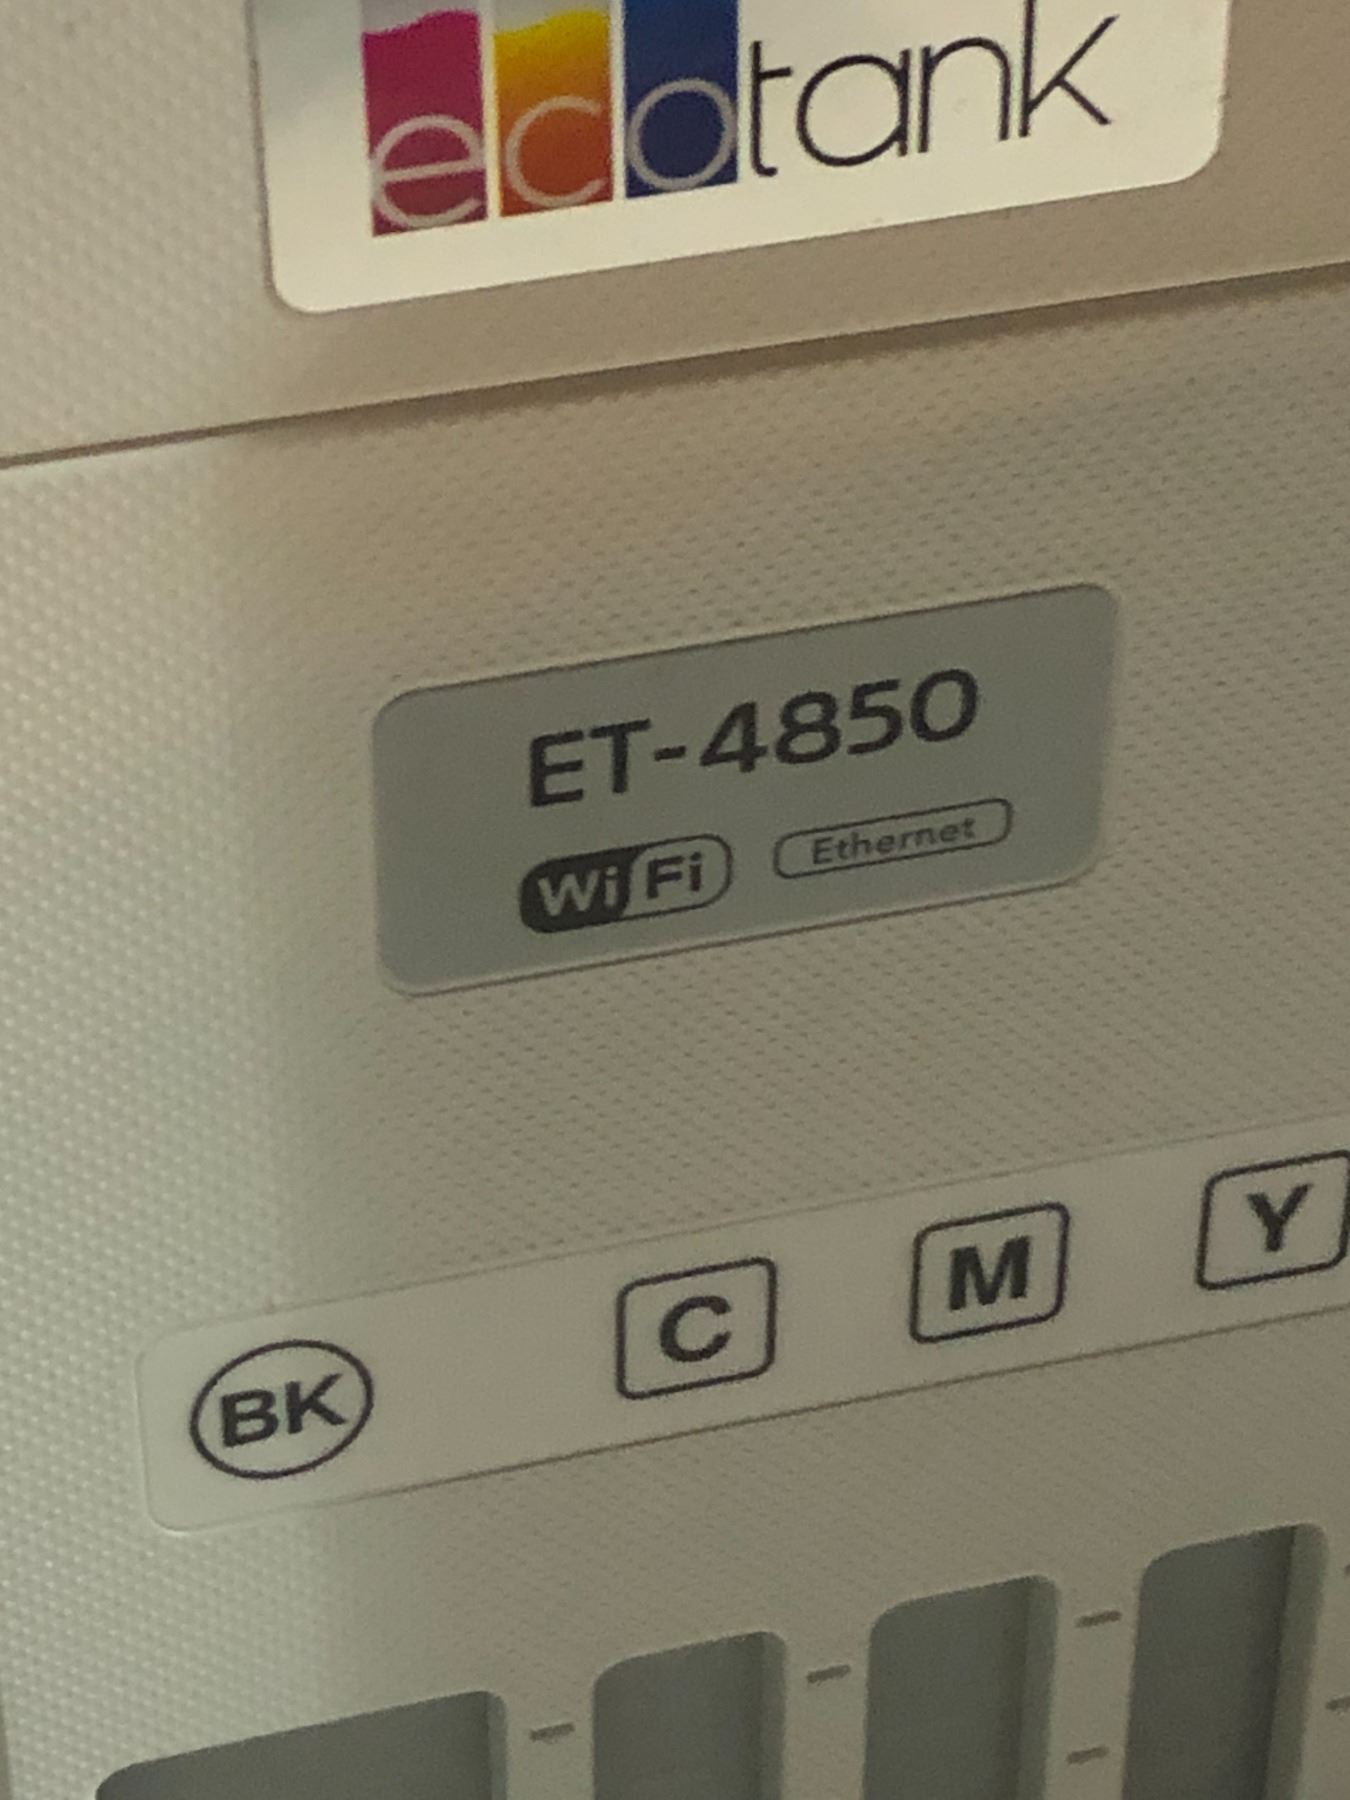 ecotank
ET-4850
WiFi Ethernet
BK C M Y